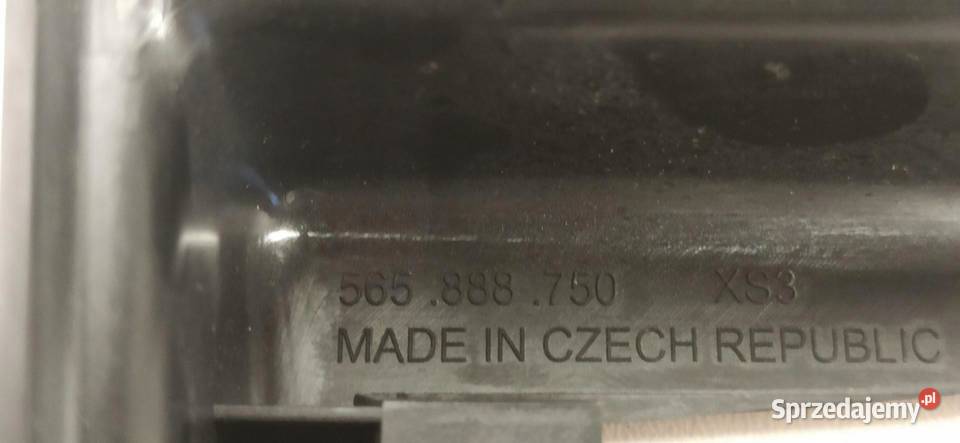 565 .888 .750 XS3
MADE IN CZECH REPUBLIC
Sprzedajemy.pl